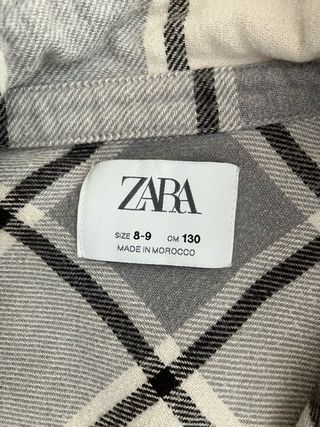 ZARA
SIZE 8-9 CM 130
MADE IN MOROCCO